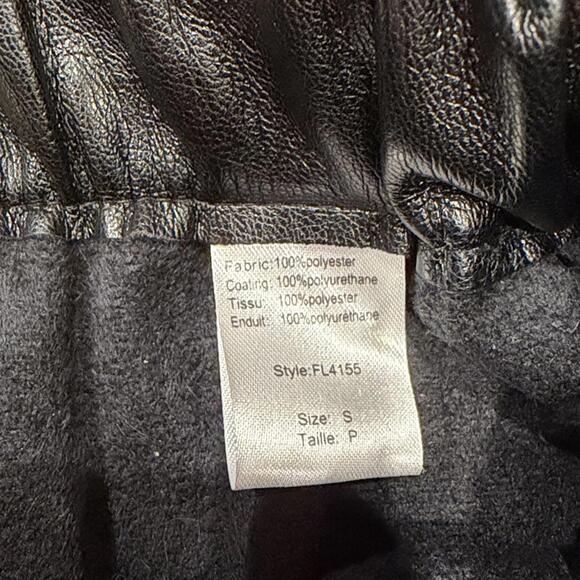 Fabric:100%polyester
Coating: 100%polyurethane
Tissu: 100%polyester
Enduit: 100%polyuréthane
Style:FL4155
Size: S
Taille: P